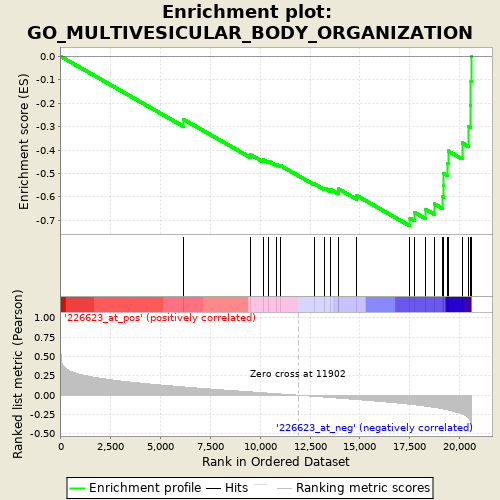 Enrichment plot:
GO_MULTIVESICULAR_BODY_ORGANIZATION
Enrichment score (ES)
0.0
-0.1
-0.2
-0.3
-0.4
-0.5
-0.6
-0.7
'226623_at_pos' (positively correlated)
Ranked list metric (Pearson)
1.00
0.75
0.50
0.25
0.00
-0.25
-0.50
Zero cross at 11902
'226623_at_neg' (negatively correlated)
0
2,500
5,000
7,500
10,000
12,500
15,000
17,500
20,000
Rank in Ordered Dataset
Enrichment profile
Hits
Ranking metric scores